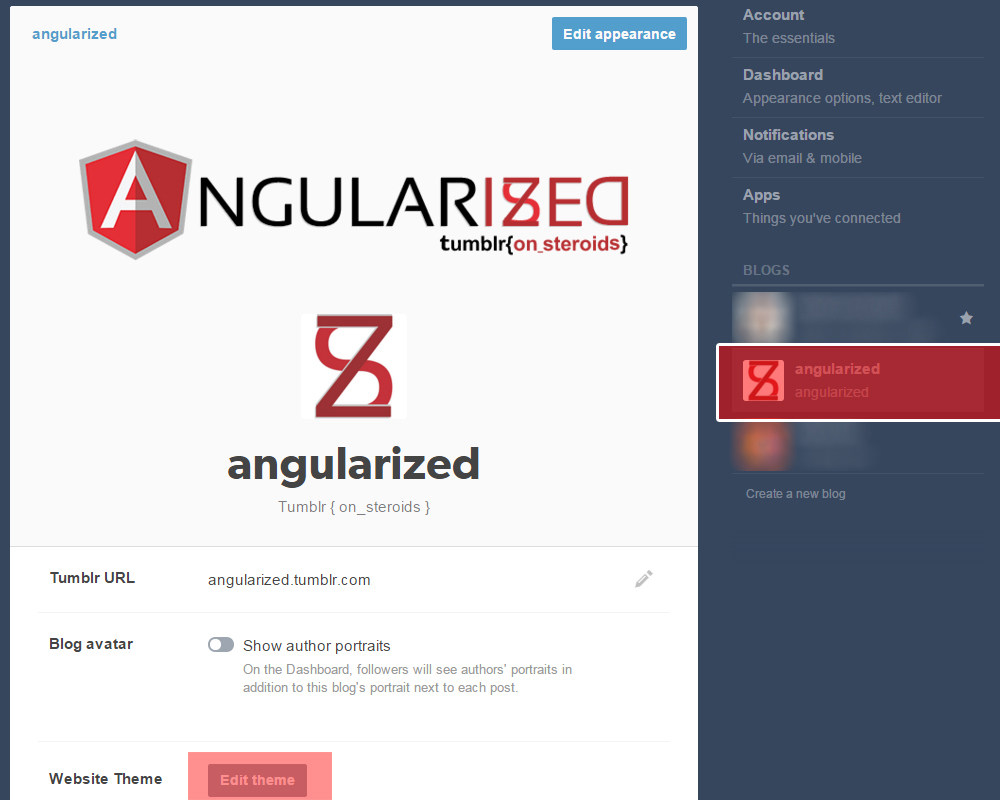 angularized
Edit appearance
ANGULARIZED
tumblr{on_steroids}
angularized
Tumblr { on_steroids }
Tumblr URL
angularized.tumblr.com
Blog avatar
Show author portraits
On the Dashboard, followers will see authors' portraits in
addition to this blog's portrait next to each post.
Website Theme
Edit theme
Account
The essentials
Dashboard
Appearance options, text editor
Notifications
Via email & mobile
Apps
Things you've connected
BLOGS
angularized
angularized
Create a new blog